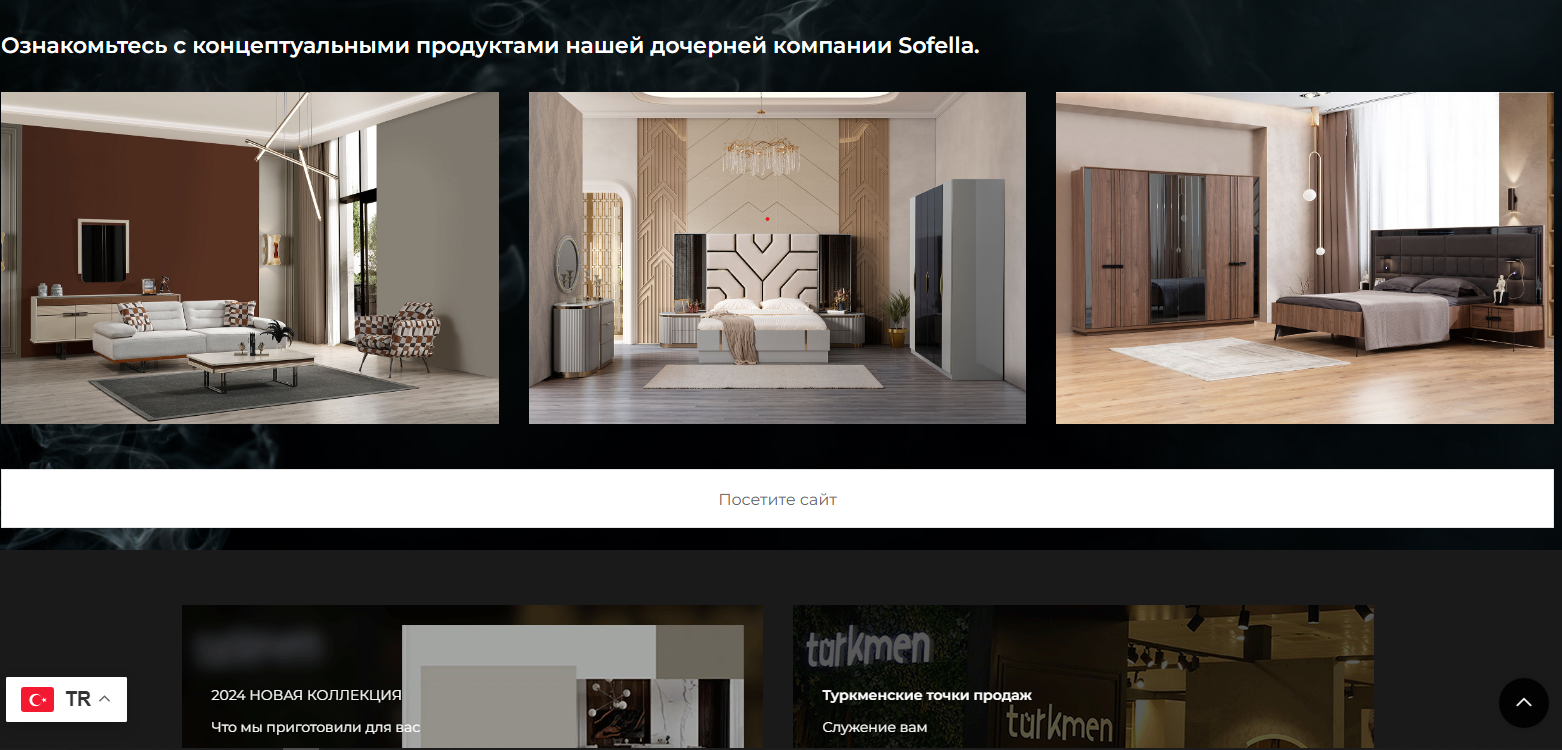 Ознакомьтесь с концептуальными продуктами нашей дочерней компании Sofella.
Посетите сайт
türkmen
2024 НОВАЯ КОЛЛЕКЦИЯ
Что мы приготовили для вас
Туркменские точки продаж
Служение вам
türkmen
TR